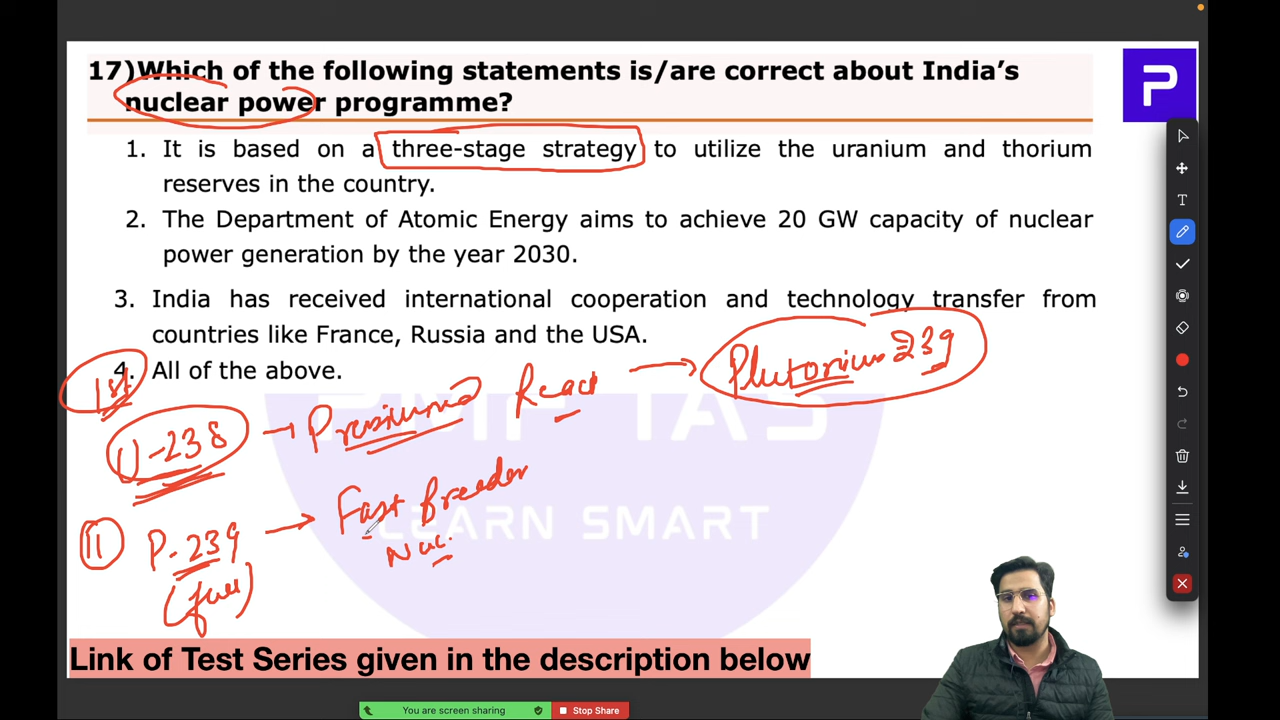 17)Which of the following statements is/are correct about India's
nuclear power programme?
P
1. It is based on a three-stage strategy to utilize the uranium and thorium
reserves in the country.
2. The Department of Atomic Energy aims to achieve 20 GW capacity of nuclear
power generation by the year 2030.
3. India has received international cooperation and technology transfer from
countries like France, Russia and the USA.
4. All of the above.
1st
U-238 → Pressurised React → Plutonium 239
II P-239 → Fast Breeder
Nuc.
(fuel)
LEARN SMART
Link of Test Series given in the description below
You are screen sharing
Stop Share